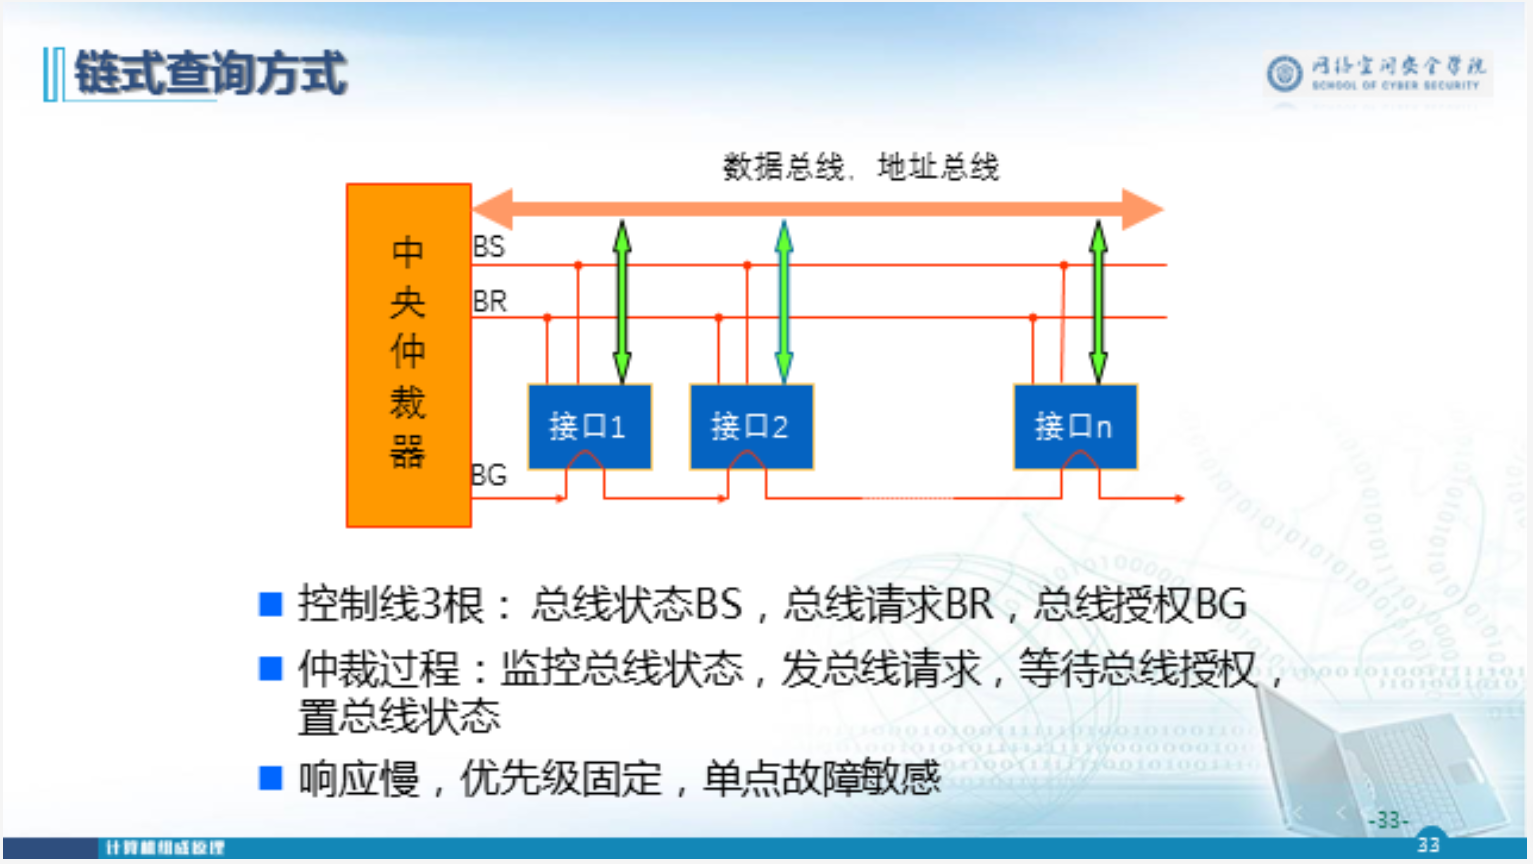 链式查询方式
网络空间安全学院
SCHOOL OF CYBER SECURITY
数据总线、地址总线
中央仲裁器
BS
BR
接口1
接口2
接口n
BG
控制线3根：总线状态BS，总线请求BR，总线授权BG
仲裁过程：监控总线状态，发总线请求，等待总线授权，
置总线状态
响应慢，优先级固定，单点故障敏感
-33-
计算机组成原理
33